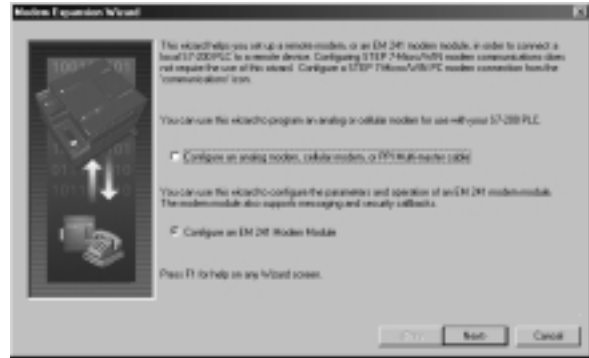 Modem Expansion Wizard
This wizard helps you set up a remote modem, or an EM 241 modem module, in order to connect a
local S7-200 PLC to a remote device. Configuring STEP 7-Micro/WIN modem communications does
not require the use of this wizard. Configure a STEP 7-Micro/WIN PC modem connection from the
'communications' icon.
You can use this wizard to program an analog or cellular modem for use with your S7-200 PLC.
Configure an analog modem, cellular modem, or PPI Multi-master cable
You can use this wizard to configure the parameters and operation of an EM 241 modem module.
The modem module also supports messaging and security callbacks.
Configure an EM 241 Modem Module
Press F1 for help on any Wizard screen.
<Prev
Next>
Cancel